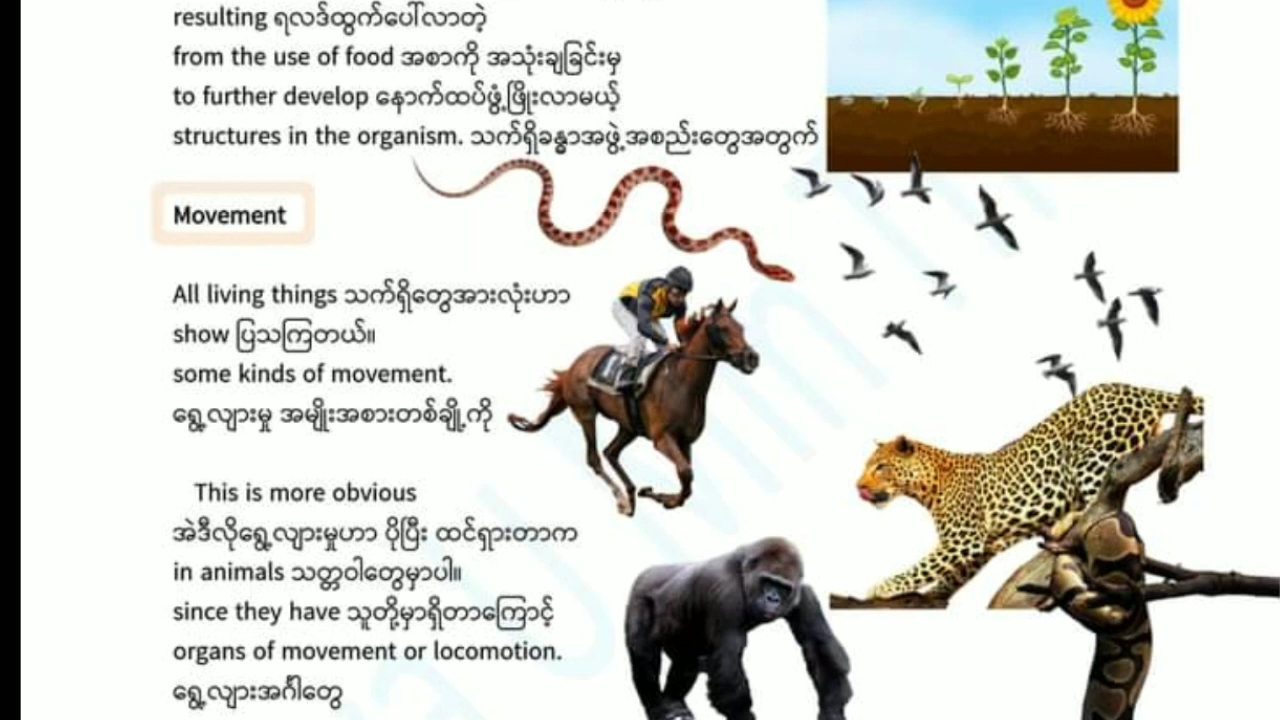 resulting ရလဒ်ထွက်ပေါ်လာတဲ့
from the use of food အစာကို အသုံးချခြင်းမှ
to further develop နောက်ထပ်ဖွံ့ဖြိုးလာမယ့်
structures in the organism. သက်ရှိခန္ဓာအဖွဲ့အစည်းတွေအတွက်
Movement
All living things သက်ရှိတွေအားလုံးဟာ
show ပြသကြတယ်။
some kinds of movement.
ရွေ့လျားမှု အမျိုးအစားတစ်ချို့ကို
This is more obvious
အဲဒီလိုရွေ့လျားမှုဟာ ပိုပြီး ထင်ရှားတာက
in animals သတ္တဝါတွေမှာပါ။
since they have သူတို့မှာရှိတာကြောင့်
organs of movement or locomotion.
ရွေ့လျားအင်္ဂါတွေ